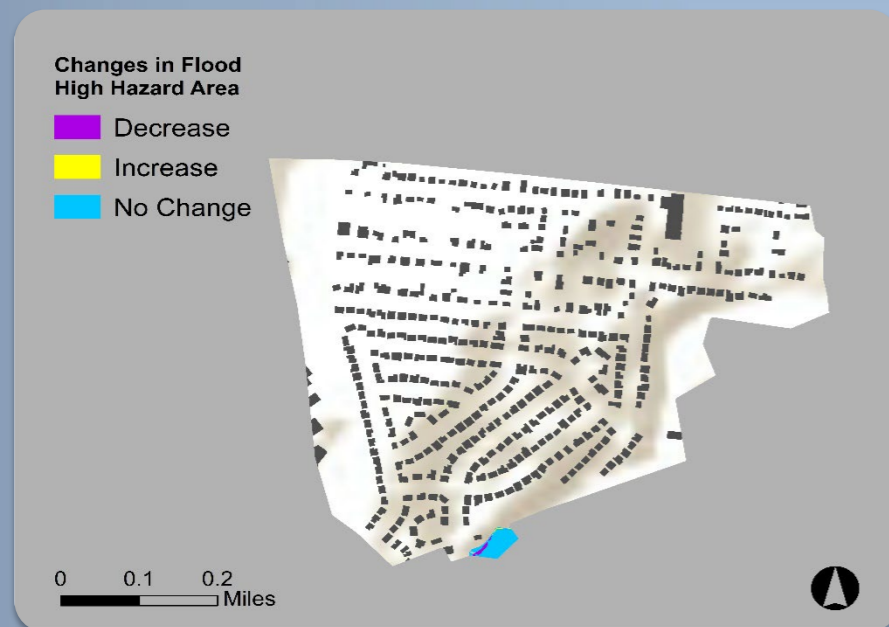 Changes in Flood
High Hazard Area
Decrease
Increase
No Change
0 0.1 0.2
Miles